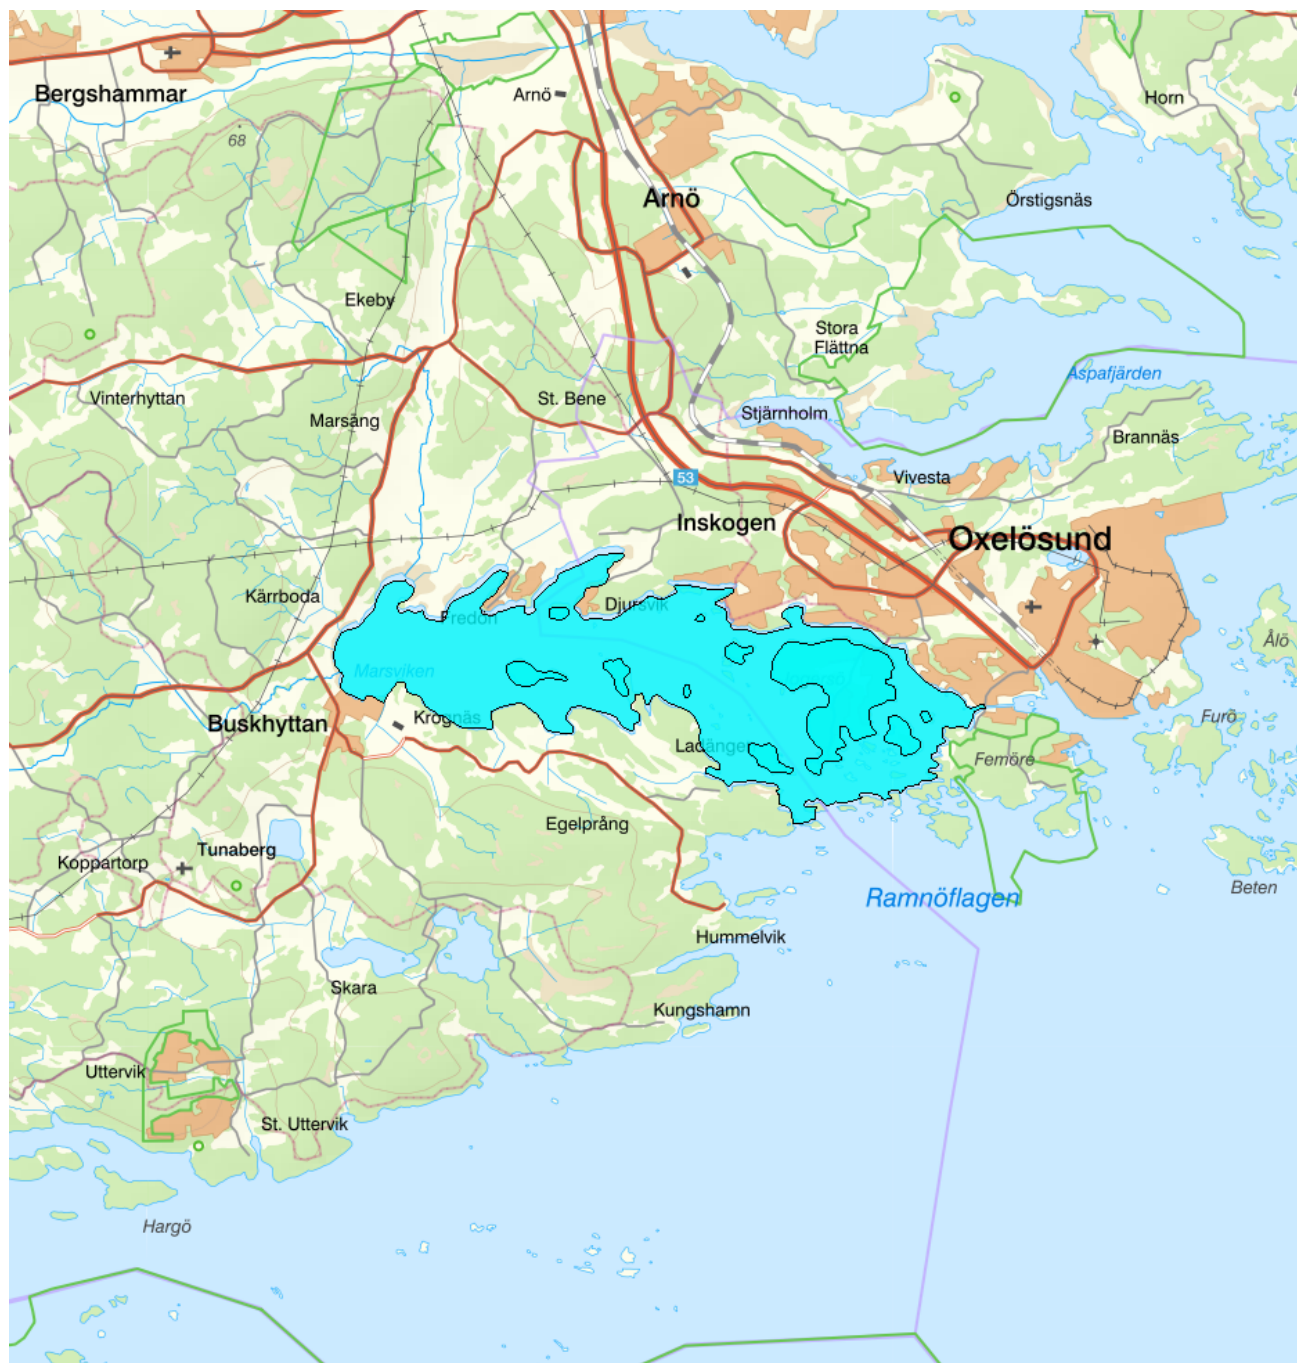 Bergshammar
Arnö
Horn
68
Arnö
Örstigsnäs
Ekeby
Stora
Flättna
Aspafjärden
Vinterhyttan
St. Bene
Stjärnholm
Marsäng
Brannäs
53
Vivesta
Inskogen
Oxelösund
Kärrboda
Fredön
Djursvik
Ålö
Marsviken
Krognäs
Furö
Buskhyttan
Ladängen
Femöre
Egelprång
Tunaberg
Koppartorp
Beten
Ramnöflagen
Hummelvik
Skara
Kungshamn
Uttervik
St. Uttervik
Hargö